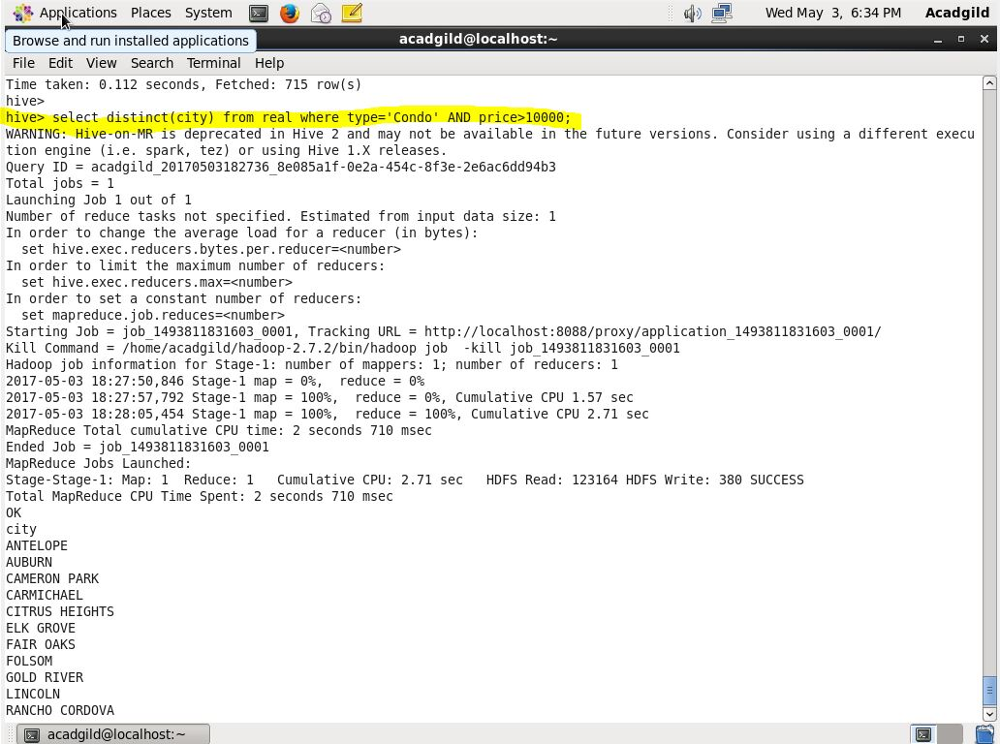 Applications Places System Wed May 3, 6:34 PM Acadgild
Browse and run installed applications
acadgild@localhost:~
File Edit View Search Terminal Help
Time taken: 0.112 seconds, Fetched: 715 row(s)
hive>
hive> select distinct(city) from real where type='Condo' AND price>10000;
WARNING: Hive-on-MR is deprecated in Hive 2 and may not be available in the future versions. Consider using a different execu
tion engine (i.e. spark, tez) or using Hive 1.X releases.
Query ID = acadgild_20170503182736_8e085a1f-0e2a-454c-8f3e-2e6ac6dd94b3
Total jobs = 1
Launching Job 1 out of 1
Number of reduce tasks not specified. Estimated from input data size: 1
In order to change the average load for a reducer (in bytes):
  set hive.exec.reducers.bytes.per.reducer=<number>
In order to limit the maximum number of reducers:
  set hive.exec.reducers.max=<number>
In order to set a constant number of reducers:
  set mapreduce.job.reduces=<number>
Starting Job = job_1493811831603_0001, Tracking URL = http://localhost:8088/proxy/application_1493811831603_0001/
Kill Command = /home/acadgild/hadoop-2.7.2/bin/hadoop job  -kill job_1493811831603_0001
Hadoop job information for Stage-1: number of mappers: 1; number of reducers: 1
2017-05-03 18:27:50,846 Stage-1 map = 0%,  reduce = 0%
2017-05-03 18:27:57,792 Stage-1 map = 100%,  reduce = 0%, Cumulative CPU 1.57 sec
2017-05-03 18:28:05,454 Stage-1 map = 100%,  reduce = 100%, Cumulative CPU 2.71 sec
MapReduce Total cumulative CPU time: 2 seconds 710 msec
Ended Job = job_1493811831603_0001
MapReduce Jobs Launched:
Stage-Stage-1: Map: 1  Reduce: 1   Cumulative CPU: 2.71 sec   HDFS Read: 123164 HDFS Write: 380 SUCCESS
Total MapReduce CPU Time Spent: 2 seconds 710 msec
OK
city
ANTELOPE
AUBURN
CAMERON PARK
CARMICHAEL
CITRUS HEIGHTS
ELK GROVE
FAIR OAKS
FOLSOM
GOLD RIVER
LINCOLN
RANCHO CORDOVA
acadgild@localhost:~